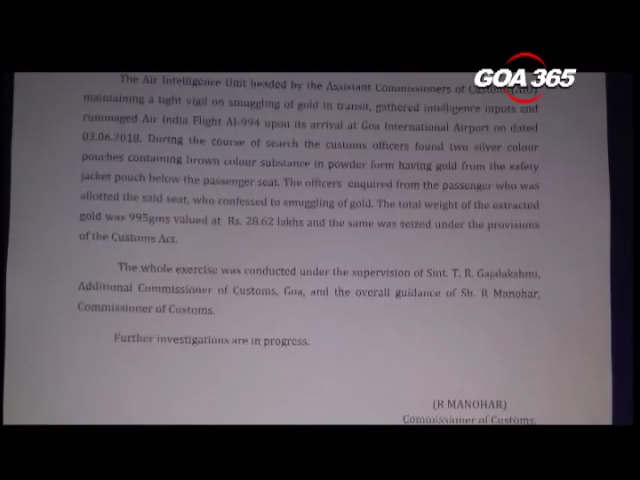 GOA 365
The Air Intelligence Unit headed by the Assistant Commissioners of Customs(AIU)
maintaining a tight vigil on smuggling of gold in transit, gathered intelligence inputs and
rummaged Air India Flight AI-994 upon its arrival at Goa International Airport on dated
03.06.2018. During the course of search the customs officers found two silver colour
pouches containing brown colour substance in powder form having gold from the safety
jacket pouch below the passenger seat. The officers enquired from the passenger who was
allotted the said seat, who confessed to smuggling of gold. The total weight of the extracted
gold was 995gms valued at Rs. 28.62 lakhs and the same was seized under the provisions
of the Customs Act.
The whole exercise was conducted under the supervision of Smt. T. R. Gajalakshmi,
Additional Commissioner of Customs, Goa, and the overall guidance of Sh. R Manohar,
Commissioner of Customs.
Further investigations are in progress.
(R MANOHAR)
Commissioner of Customs,